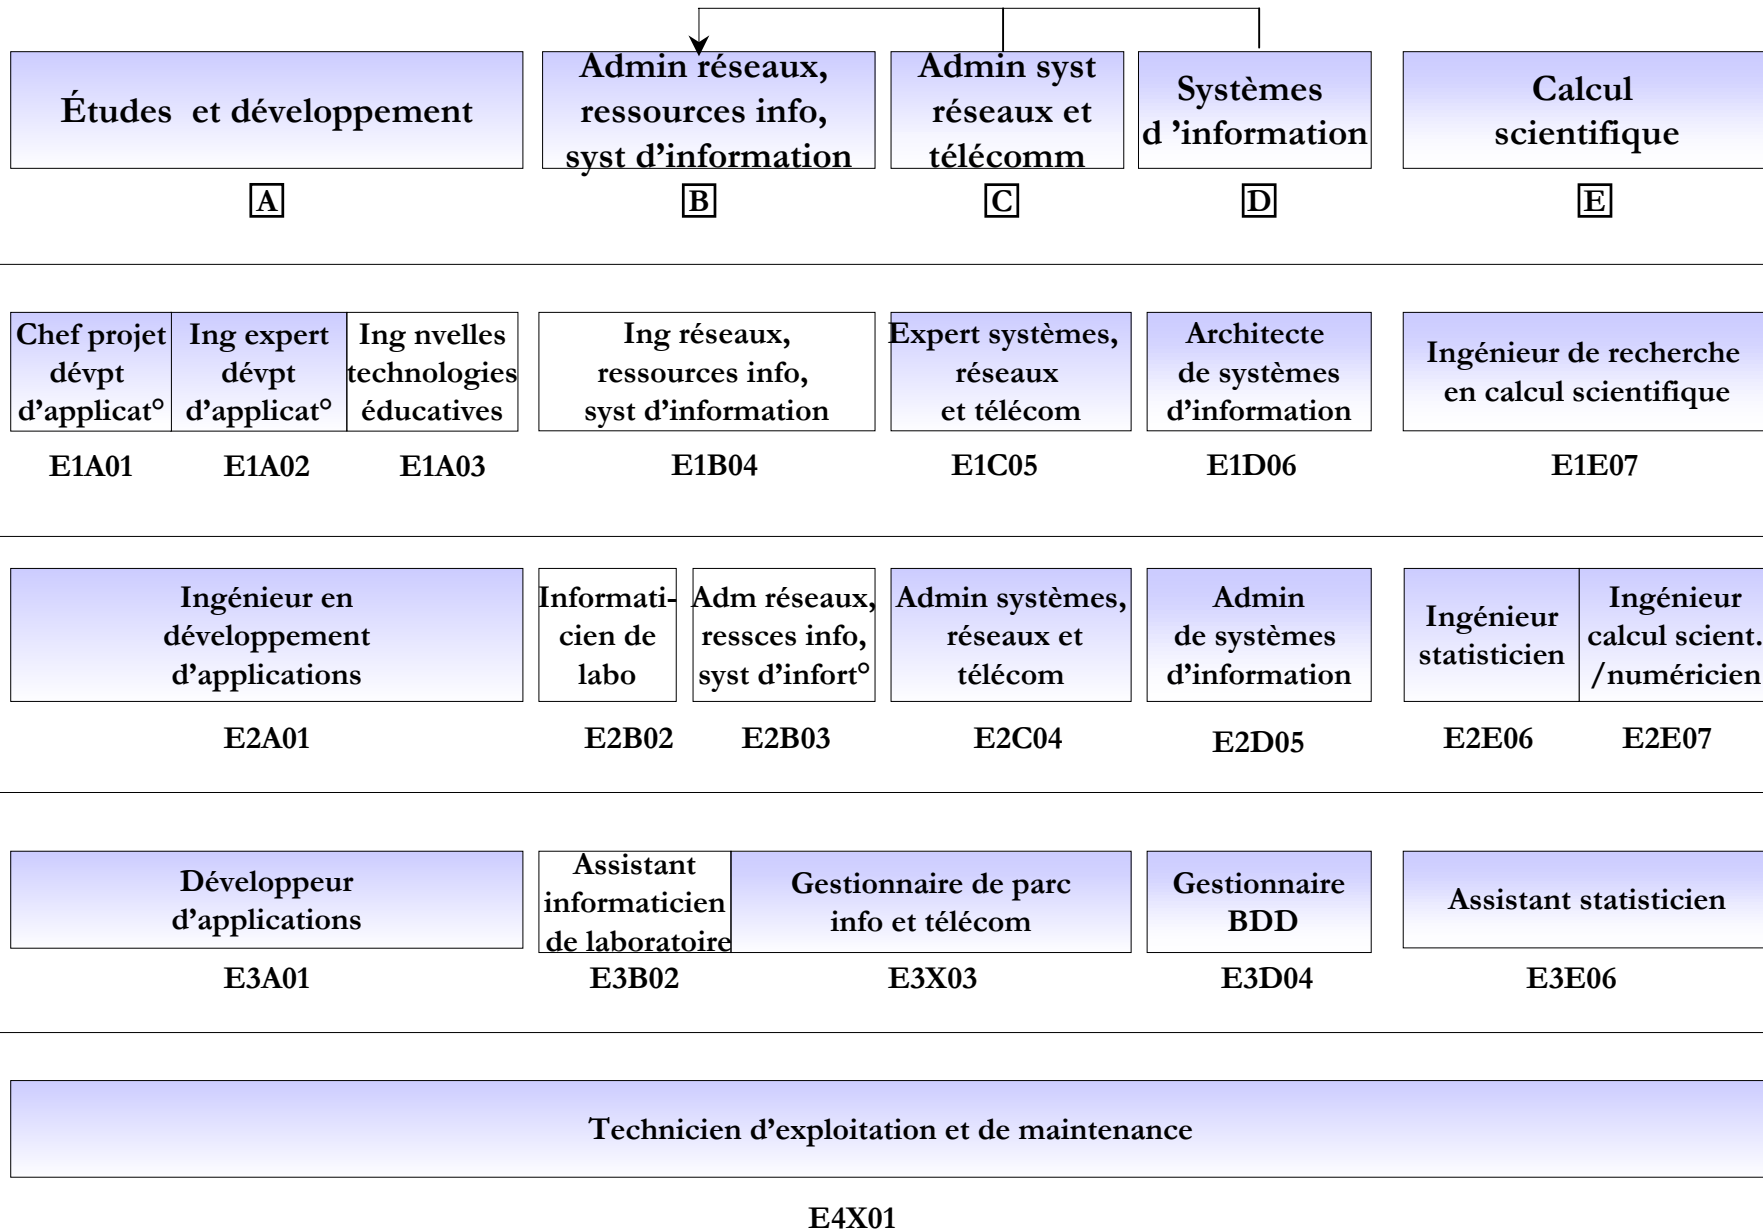 Études  et développement
Admin réseaux,
ressources info,
syst d’information
Admin syst
réseaux et
télécomm
Systèmes
d ’information
Calcul
scientifique
A
B
C
D
E
Chef projet
dévpt
d’applicat°
Ing expert
dévpt
d’applicat°
Ing nvelles
technologies
éducatives
Ing réseaux,
ressources info,
syst d’information
Expert systèmes,
réseaux
et télécom
Architecte
de systèmes
d’information
Ingénieur de recherche
en calcul scientifique
E1A01
E1A02
E1A03
E1B04
E1C05
E1D06
E1E07
Ingénieur en
développement
d’applications
Informati-
cien de
labo
Adm réseaux,
ressces info,
syst d’infort°
Admin systèmes,
réseaux et
télécom
Admin
de systèmes
d’information
Ingénieur
statisticien
Ingénieur
calcul scient.
/numéricien
E2A01
E2B02
E2B03
E2C04
E2D05
E2E06
E2E07
Développeur
d’applications
Assistant
informaticien
de laboratoire
Gestionnaire de parc
info et télécom
Gestionnaire
BDD
Assistant statisticien
E3A01
E3B02
E3X03
E3D04
E3E06
Technicien d’exploitation et de maintenance
E4X01